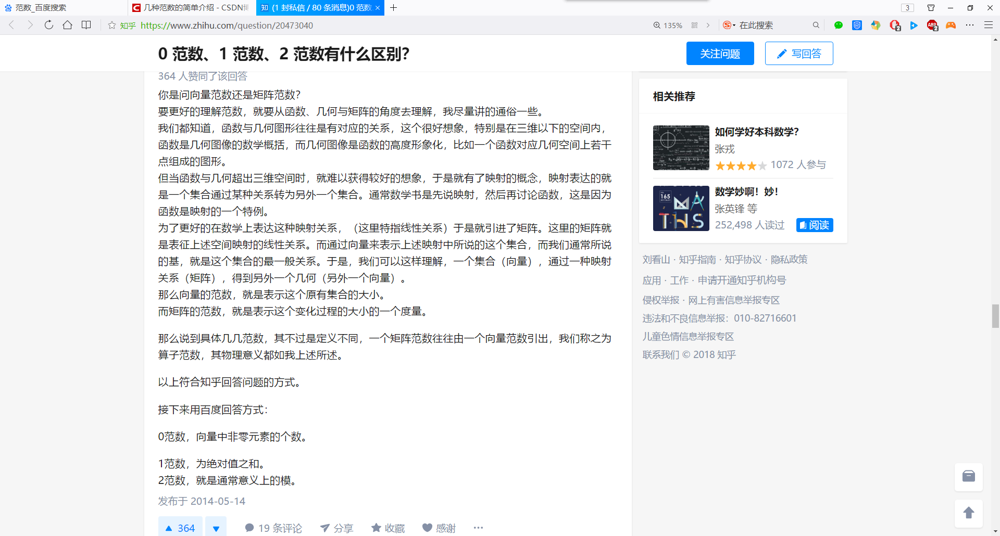 范数_百度搜索
几种范数的简单介绍 - CSDN博
(1 封私信 / 80 条消息)0 范数
3
知乎 https://www.zhihu.com/question/20473040
135%
在此搜索
0 范数、1 范数、2 范数有什么区别?
关注问题
写回答
364 人赞同了该回答
你是问向量范数还是矩阵范数?
要更好的理解范数，就要从函数、几何与矩阵的角度去理解，我尽量讲的通俗一些。
我们都知道，函数与几何图形往往是有对应的关系，这个很好想象，特别是在三维以下的空间内，
函数是几何图像的数学概括，而几何图像是函数的高度形象化，比如一个函数对应几何空间上若干
点组成的图形。
但当函数与几何超出三维空间时，就难以获得较好的想象，于是就有了映射的概念，映射表达的就
是一个集合通过某种关系转为另外一个集合。通常数学书是先说映射，然后再讨论函数，这是因为
函数是映射的一个特例。
为了更好的在数学上表达这种映射关系，（这里特指线性关系）于是就引进了矩阵。这里的矩阵就
是表征上述空间映射的线性关系。而通过向量来表示上述映射中所说的这个集合，而我们通常所说
的基，就是这个集合的最一般关系。于是，我们可以这样理解，一个集合（向量），通过一种映射
关系（矩阵），得到另外一个几何（另外一个向量）。
那么向量的范数，就是表示这个原有集合的大小。
而矩阵的范数，就是表示这个变化过程的大小的一个度量。
那么说到具体几几范数，其不过是定义不同，一个矩阵范数往往由一个向量范数引出，我们称之为
算子范数，其物理意义都如我上述所述。
以上符合知乎回答问题的方式。
接下来用百度回答方式：
0范数，向量中非零元素的个数。
1范数，为绝对值之和。
2范数，就是通常意义上的模。
发布于 2014-05-14
364
19 条评论
分享
收藏
感谢
相关推荐
如何学好本科数学?
张戎
1072 人参与
165
MATHS
数学妙啊！妙！
张英锋 等
252,498 人读过
阅读
刘看山 · 知乎指南 · 知乎协议 · 隐私政策
应用 · 工作 · 申请开通知乎机构号
侵权举报 · 网上有害信息举报专区
违法和不良信息举报：010-82716601
儿童色情信息举报专区
联系我们 © 2018 知乎